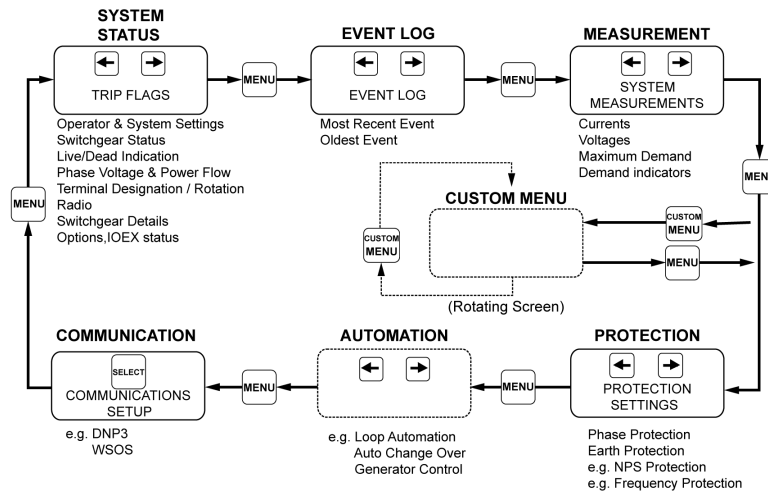 SYSTEM
STATUS
TRIP FLAGS
Operator & System Settings
Switchgear Status
Live/Dead Indication
Phase Voltage & Power Flow
Terminal Designation / Rotation
Radio
Switchgear Details
Options,IOEX status
MENU
EVENT LOG
EVENT LOG
Most Recent Event
Oldest Event
MENU
MEASUREMENT
SYSTEM
MEASUREMENTS
Currents
Voltages
Maximum Demand
Demand indicators
MEN
MENU
CUSTOM MENU
CUSTOM
MENU
CUSTOM
MENU
MENU
(Rotating Screen)
COMMUNICATION
SELECT
COMMUNICATIONS
SETUP
e.g. DNP3
WSOS
MENU
AUTOMATION
e.g. Loop Automation
Auto Change Over
Generator Control
MENU
PROTECTION
PROTECTION
SETTINGS
Phase Protection
Earth Protection
e.g. NPS Protection
e.g. Frequency Protection